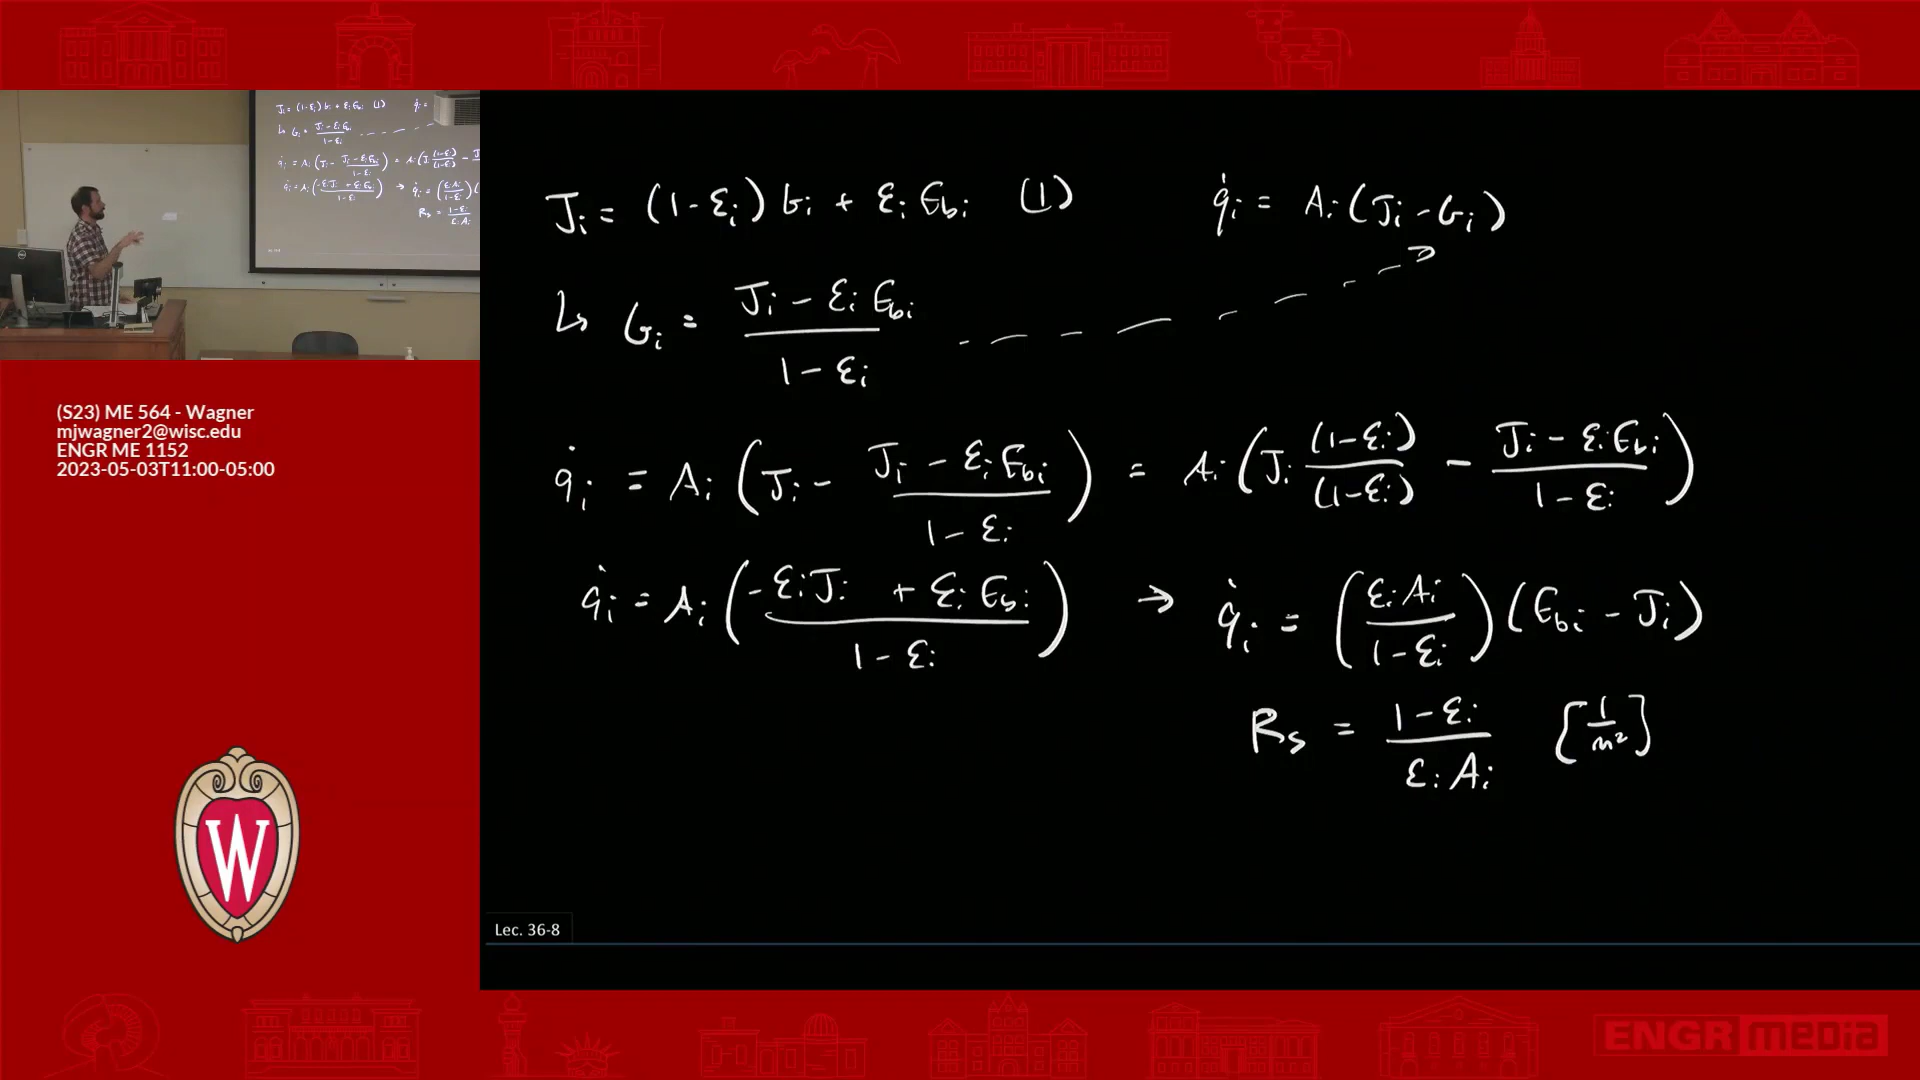 J_i = (1-ε_i) G_i + ε_i E_bi (1)   q̇_i = A_i (J_i - G_i)
↳ G_i = (J_i - ε_i E_bi) / (1 - ε_i)
q̇_i = A_i (J_i - (J_i - ε_i E_bi) / (1 - ε_i)) = A_i (J_i (1-ε_i)/(1-ε_i) - (J_i - ε_i E_bi) / (1 - ε_i))
q̇_i = A_i ((-ε_i J_i + ε_i E_bi) / (1 - ε_i)) → q̇_i = (ε_i A_i / (1 - ε_i)) (E_bi - J_i)
R_s = (1 - ε_i) / (ε_i A_i) [1/m²]
(S23) ME 564 - Wagner
mjwagner2@wisc.edu
ENGR ME 1152
2023-05-03T11:00-05:00
W
Lec. 36-8
ENGR media